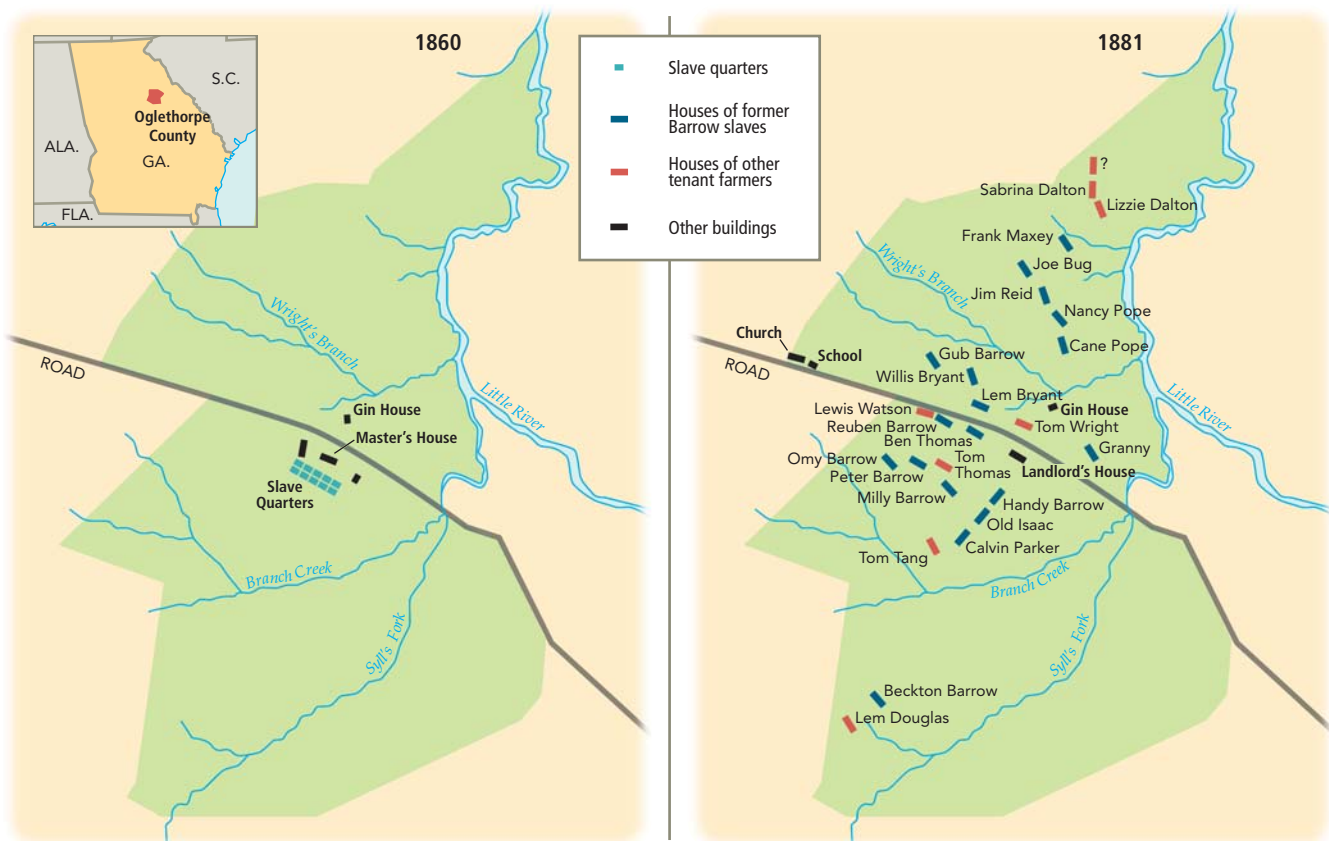 1860
S.C.
Oglethorpe
County
ALA.
GA.
FLA.
Wright's Branch
ROAD
Gin House
Master's House
Slave
Quarters
Little River
Branch Creek
Syll's Fork
Slave quarters
Houses of former
Barrow slaves
Houses of other
tenant farmers
Other buildings
1881
?
Sabrina Dalton
Lizzie Dalton
Frank Maxey
Joe Bug
Wright's Branch
Jim Reid
Nancy Pope
Church
School
Cane Pope
Gub Barrow
ROAD
Willis Bryant
Little River
Lem Bryant
Lewis Watson
Gin House
Reuben Barrow
Tom Wright
Ben Thomas
Granny
Omy Barrow
Tom
Thomas
Peter Barrow
Landlord's House
Milly Barrow
Handy Barrow
Old Isaac
Calvin Parker
Tom Tang
Branch Creek
Syll's Fork
Beckton Barrow
Lem Douglas